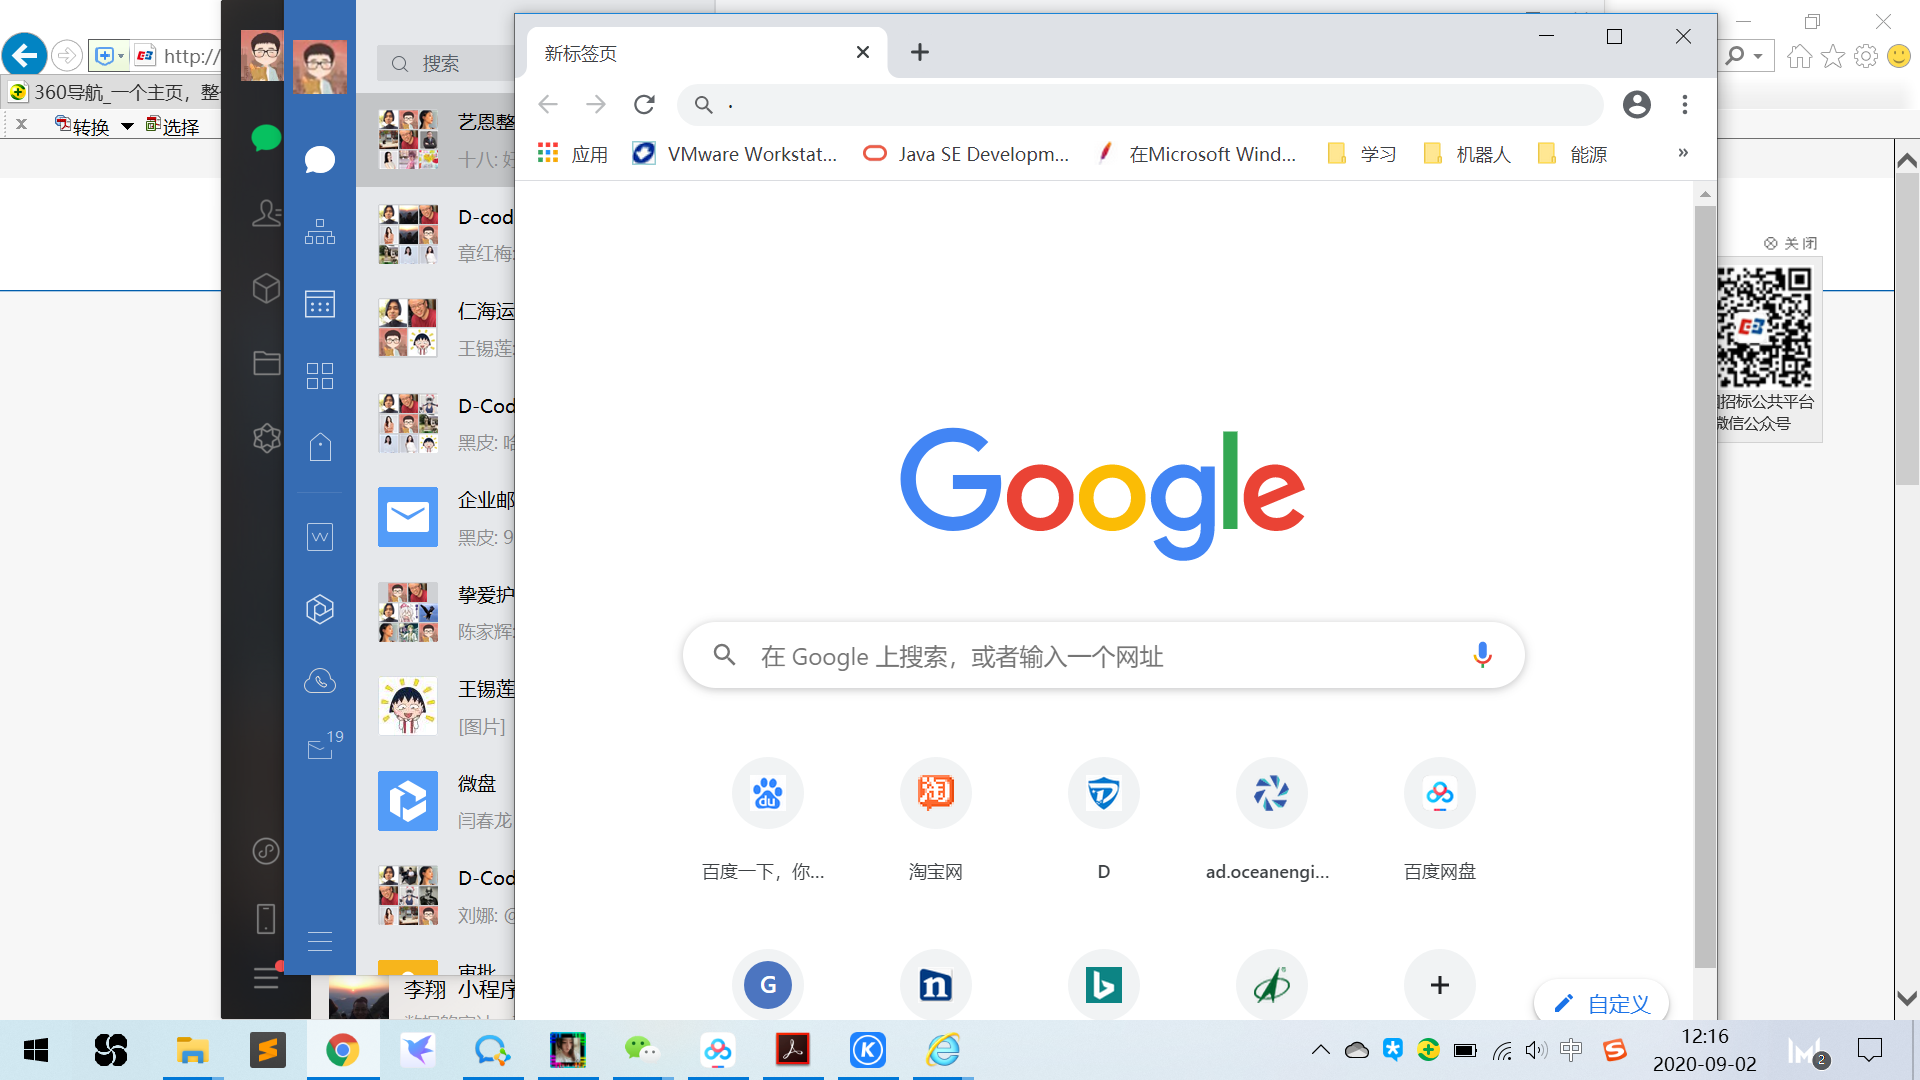 http://
360导航_一个主页，整
转换
选择
搜索
艺恩整
十八: 好
D-cod
章红梅:
仁海运
王锡莲:
D-Cod
黑皮: 哈
企业邮
黑皮: 9
挚爱护
陈家辉:
王锡莲
[图片]
微盘
闫春龙
D-Cod
刘娜: @
审批
19
李翔 小程序
新标签页
.
应用
VMware Workstat...
Java SE Developm...
在Microsoft Wind...
学习
机器人
能源
»
Google
在 Google 上搜索，或者输入一个网址
百度一下，你...
淘宝网
D
ad.oceanengi...
百度网盘
G
自定义
关闭
招标公共平台
微信公众号
中
12:16
2020-09-02
2